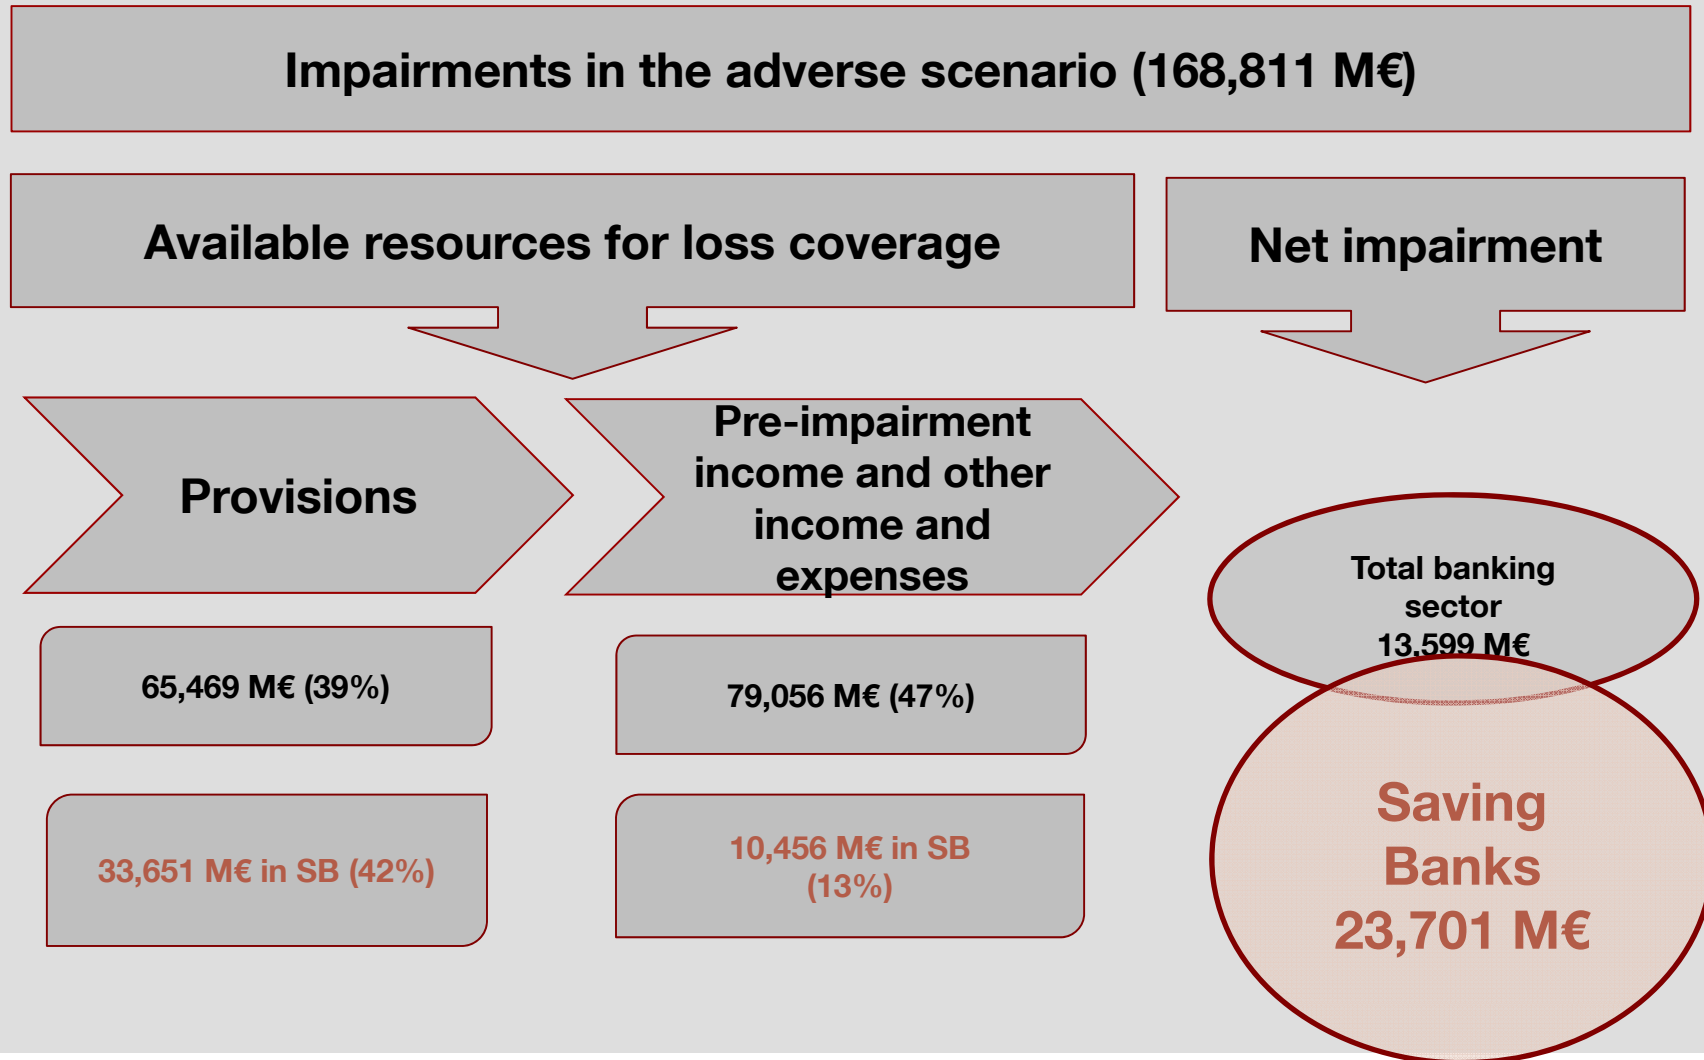 Impairments in the adverse scenario (168,811 M€)
Available resources for loss coverage
Net impairment
Provisions
Pre-impairment
income and other
income and
expenses
Total banking
sector
13,599 M€
65,469 M€ (39%)
79,056 M€ (47%)
33,651 M€ in SB (42%)
10,456 M€ in SB
(13%)
Saving
Banks
23,701 M€